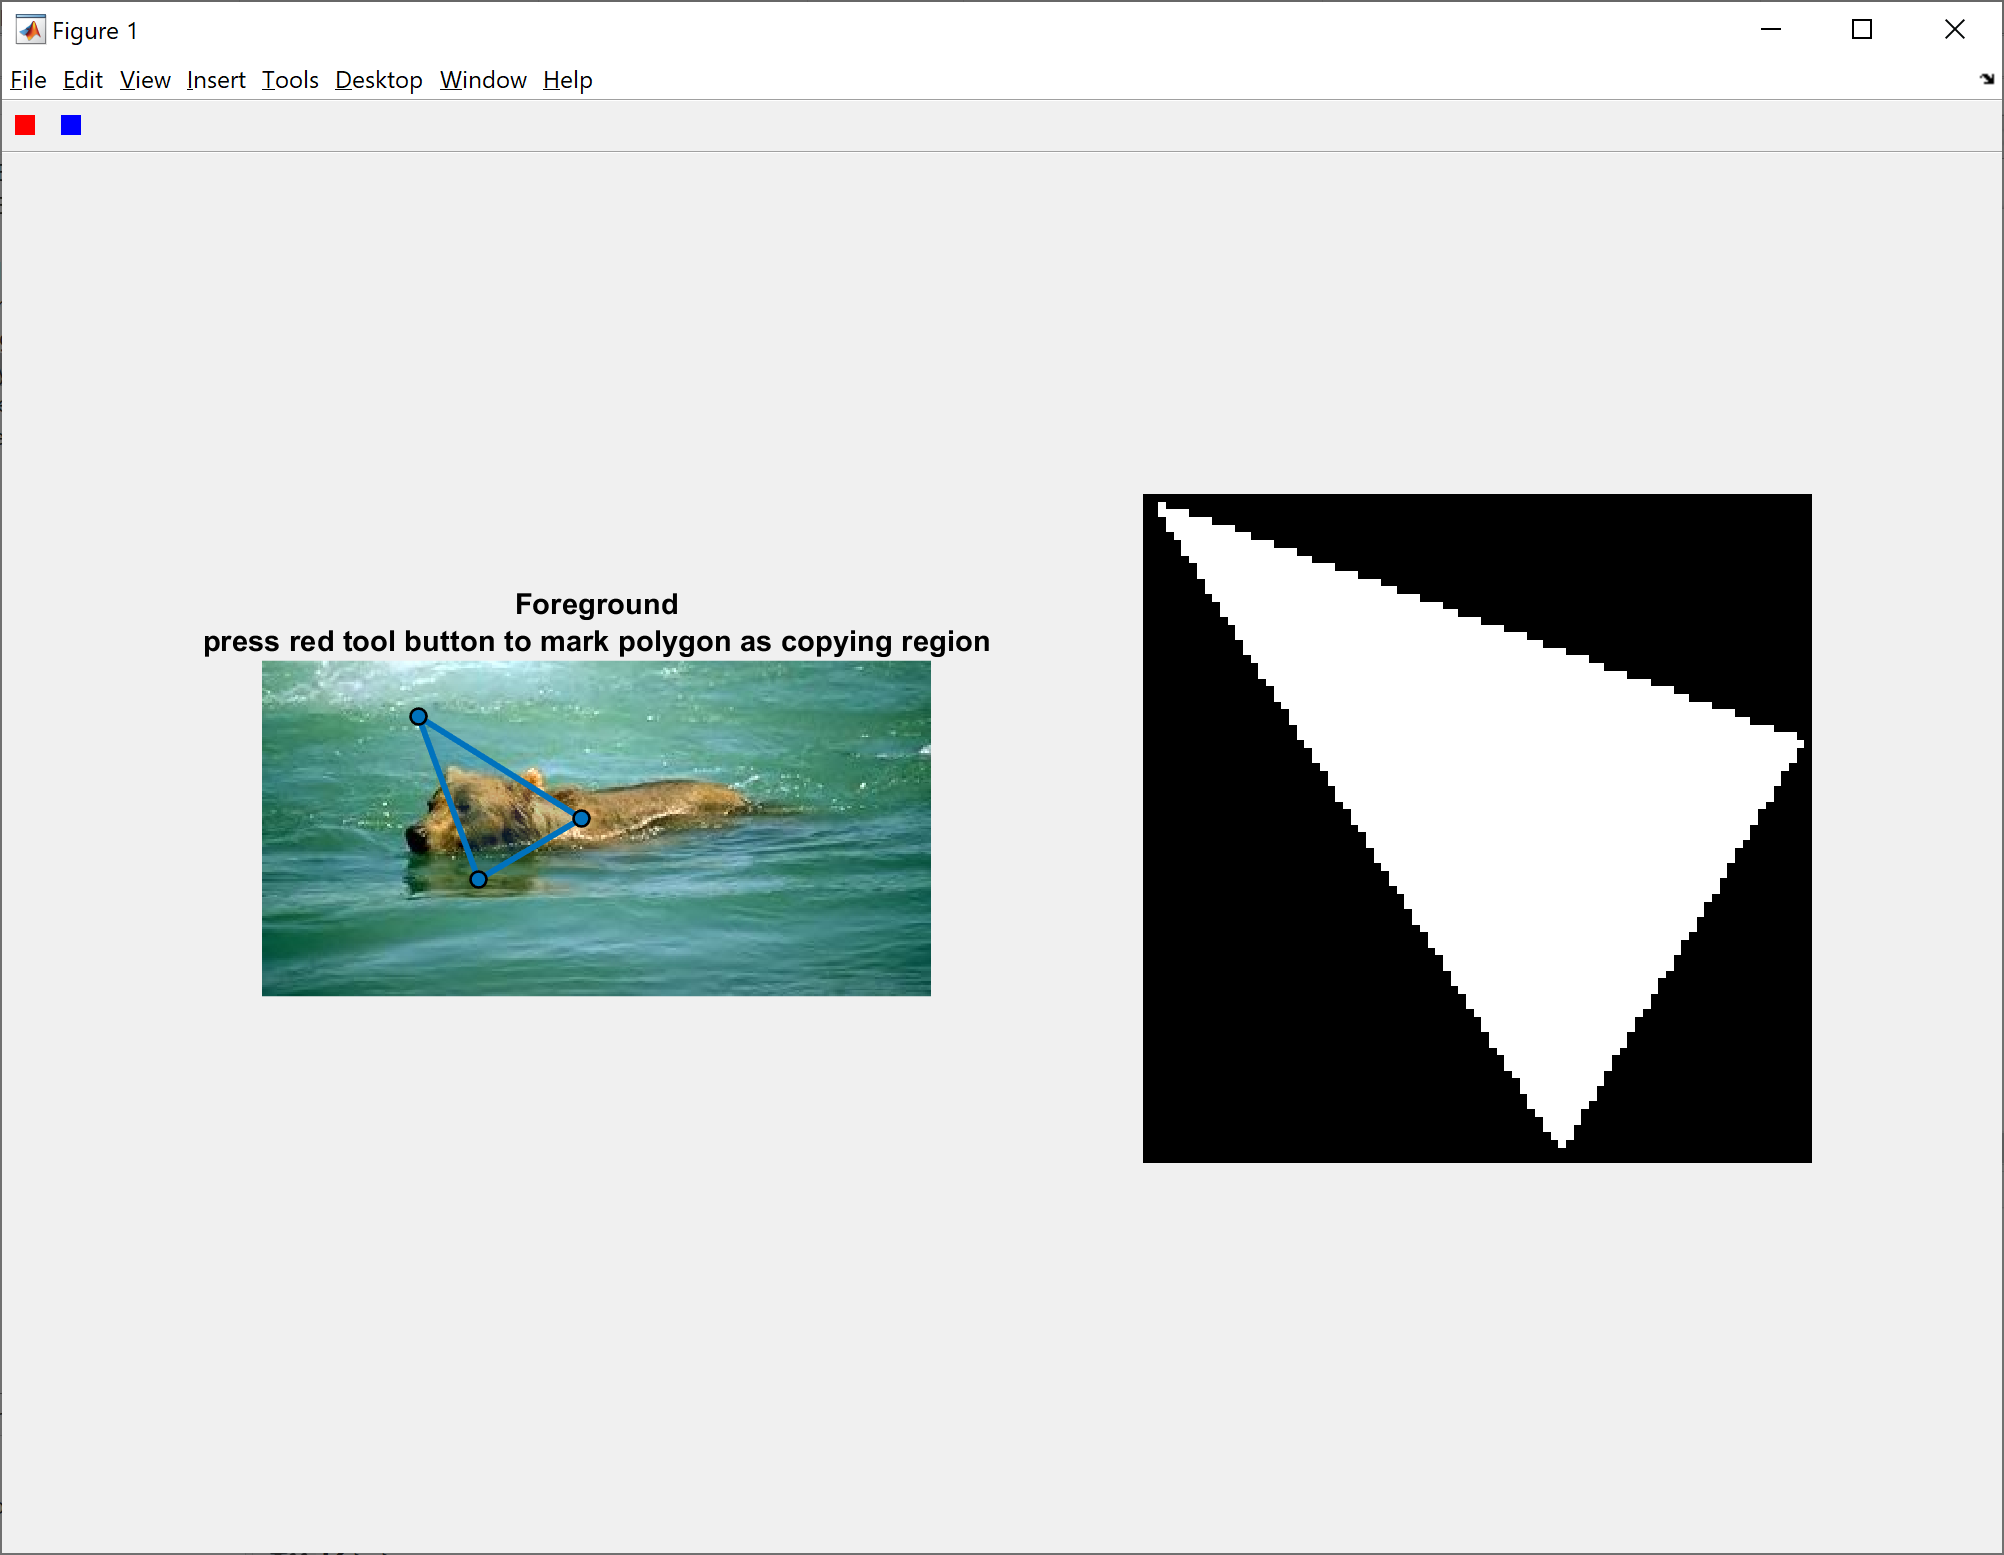 Figure 1
File Edit View Insert Tools Desktop Window Help
Foreground
press red tool button to mark polygon as copying region